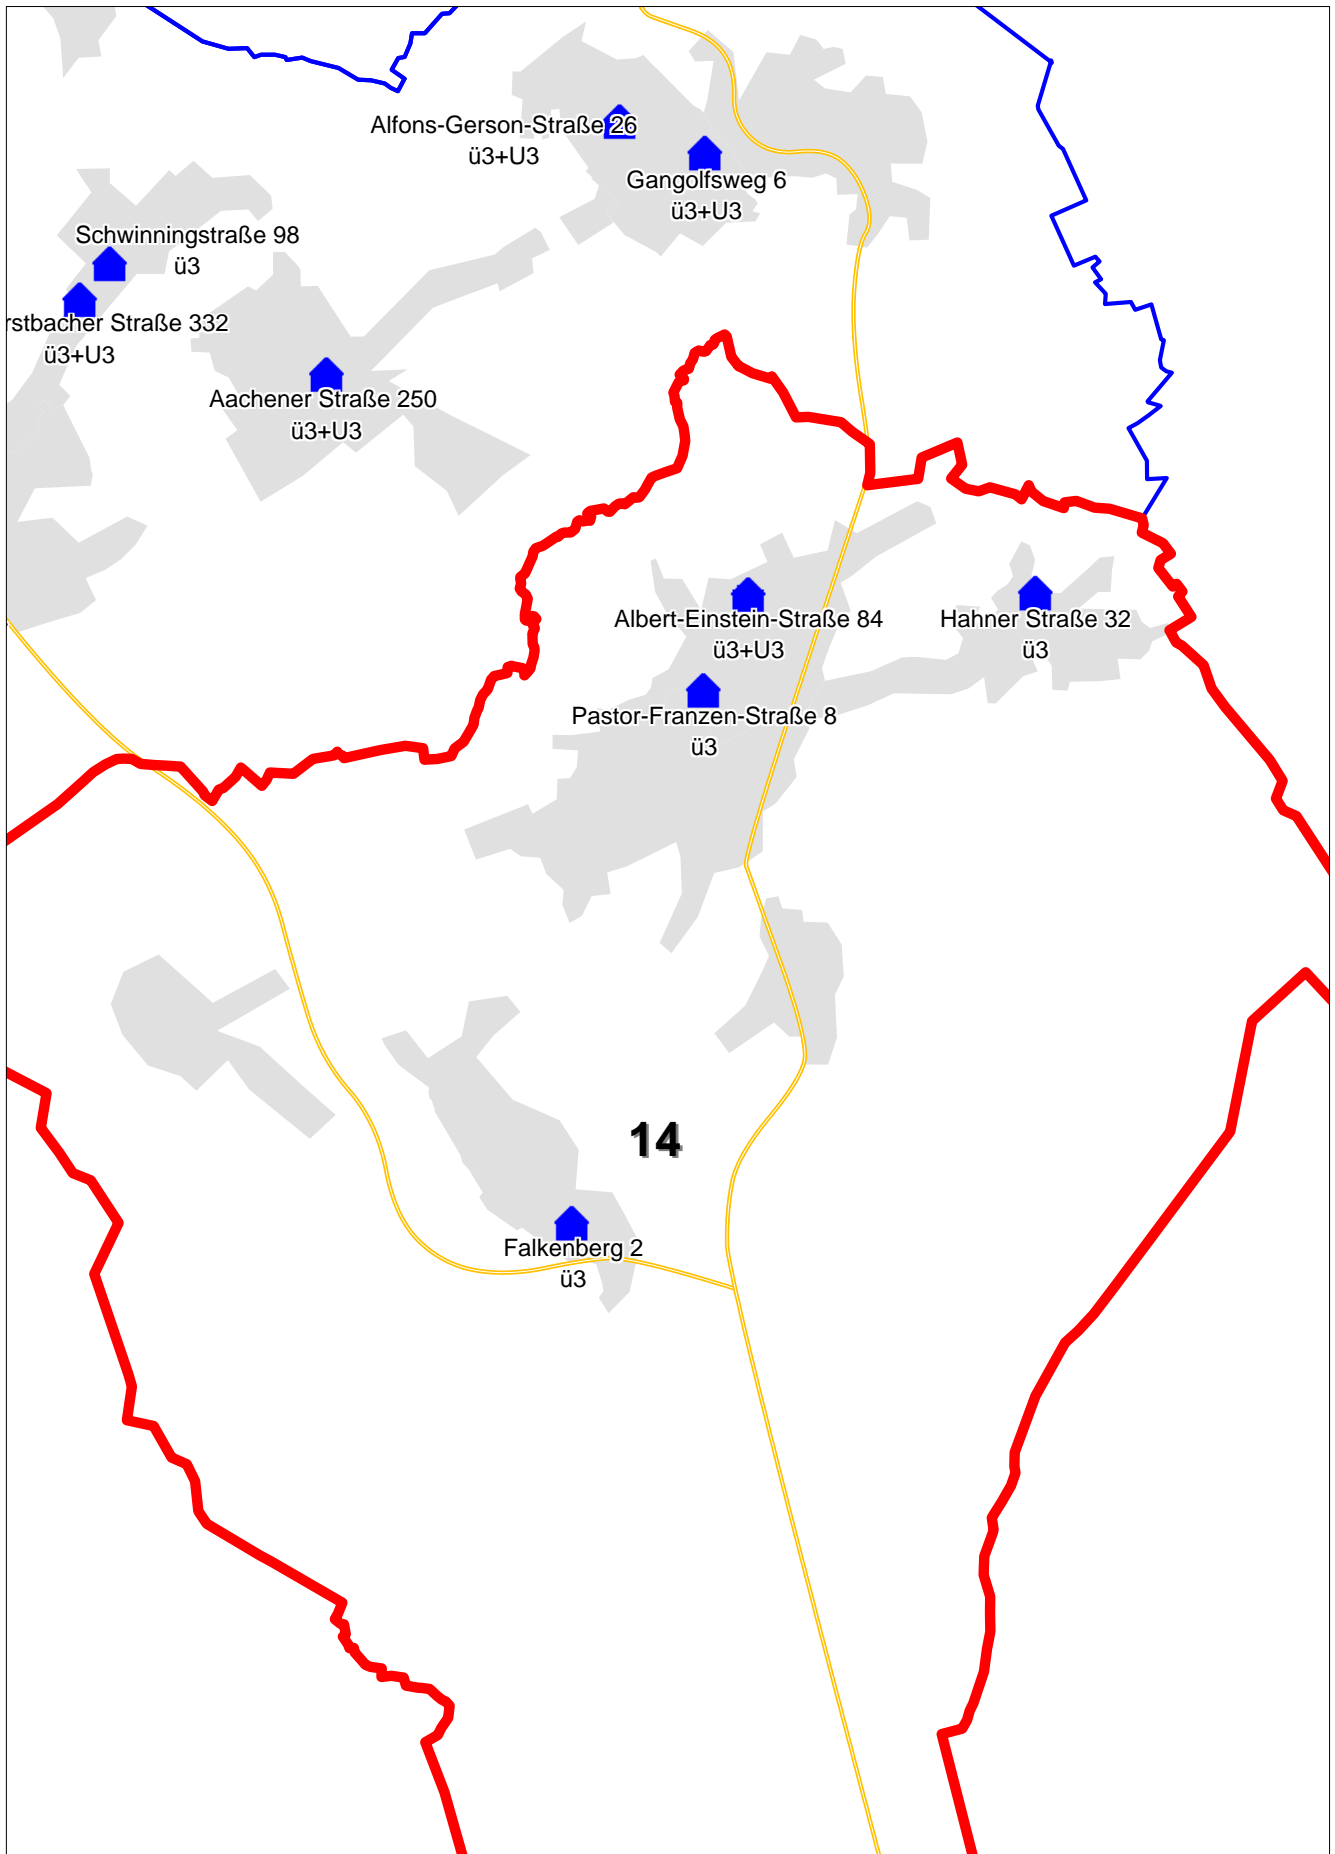 Alfons-Gerson-Straße 26
ü3+U3
Gangolfsweg 6
ü3+U3
Schwinningstraße 98
ü3
rstbacher Straße 332
ü3+U3
Aachener Straße 250
ü3+U3
Albert-Einstein-Straße 84
ü3+U3
Hahner Straße 32
ü3
Pastor-Franzen-Straße 8
ü3
14
Falkenberg 2
ü3